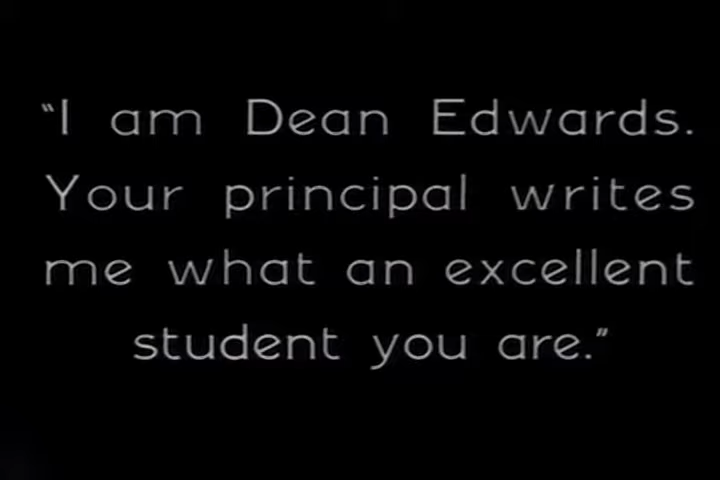 “I am Dean Edwards.
Your principal writes
me what an excellent
student you are.”